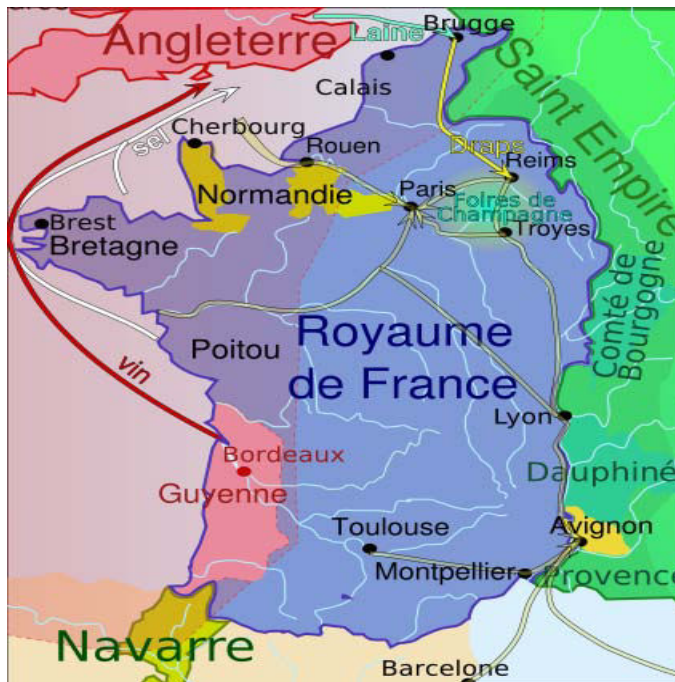 Brugge
Laine
Angleterre
Calais
Saint Empire
sel
Cherbourg
Rouen
Draps
Reims
Normandie
Paris
Foires de
Champagne
Troyes
Brest
Bretagne
Comté de
Bourgogne
Poitou
Royaume
de France
vin
Lyon
Bordeaux
Guyenne
Dauphiné
Toulouse
Avignon
Montpellier
Provence
Navarre
Barcelone